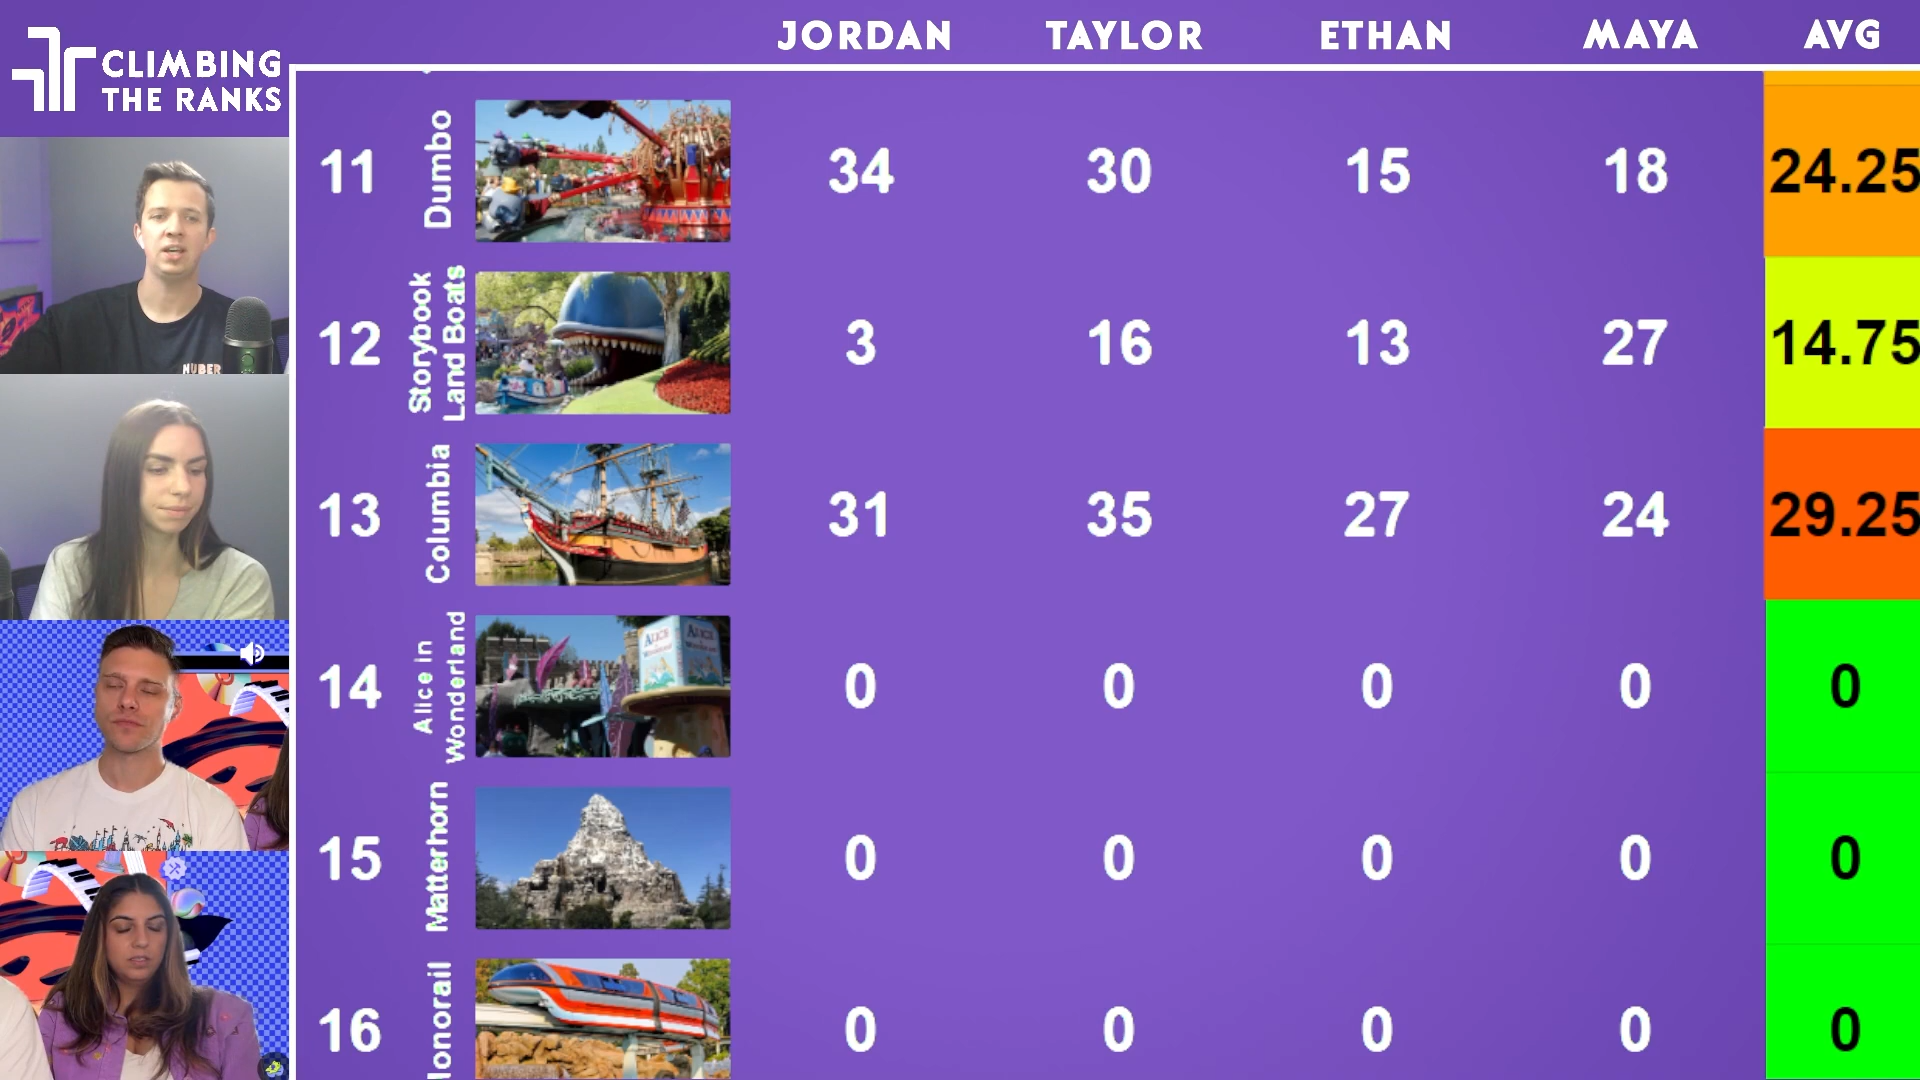 CLIMBING
THE RANKS
JORDAN TAYLOR ETHAN MAYA AVG
11 Dumbo 34 30 15 18 24.25
12 Storybook
Land Boats 3 16 13 27 14.75
13 Columbia 31 35 27 24 29.25
14 Alice in
Wonderland 0 0 0 0 0
15 Matterhorn 0 0 0 0 0
16 onorail 0 0 0 0 0
HUBER